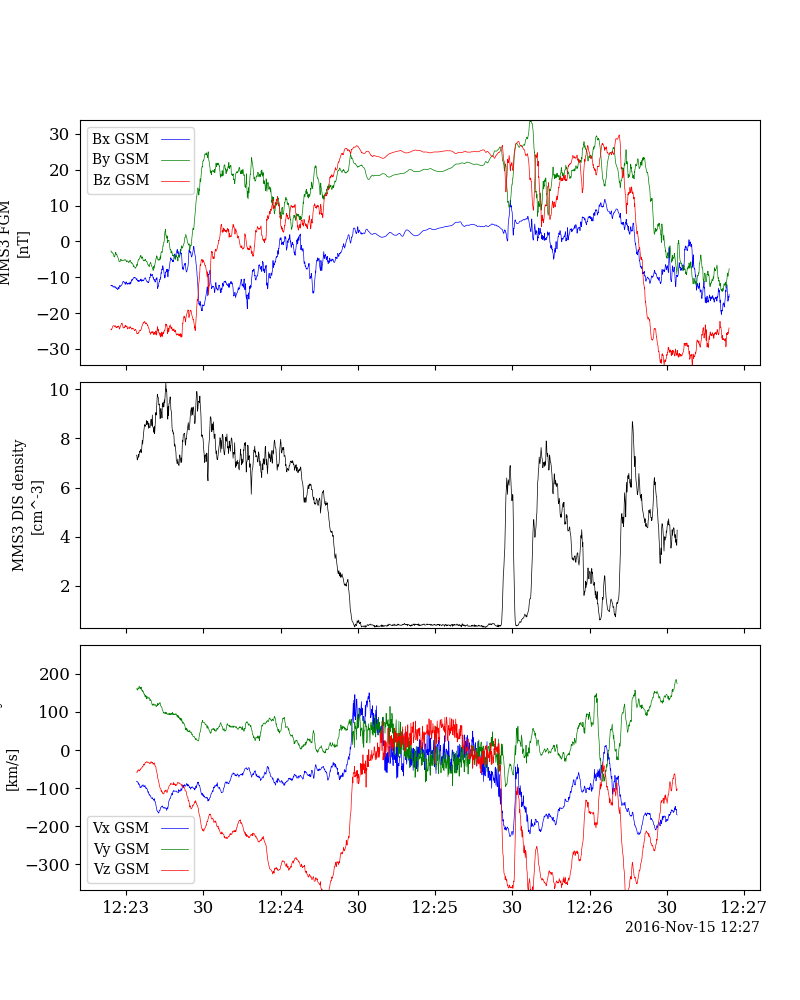 MMS3 FGM
[nT]
30
20
10
0
−10
−20
−30
Bx GSM
By GSM
Bz GSM
MMS3 DIS density
[cm^-3]
10
8
6
4
2
[km/s]
200
100
0
−100
−200
−300
Vx GSM
Vy GSM
Vz GSM
12:23
30
12:24
30
12:25
30
12:26
30
12:27
2016-Nov-15 12:27